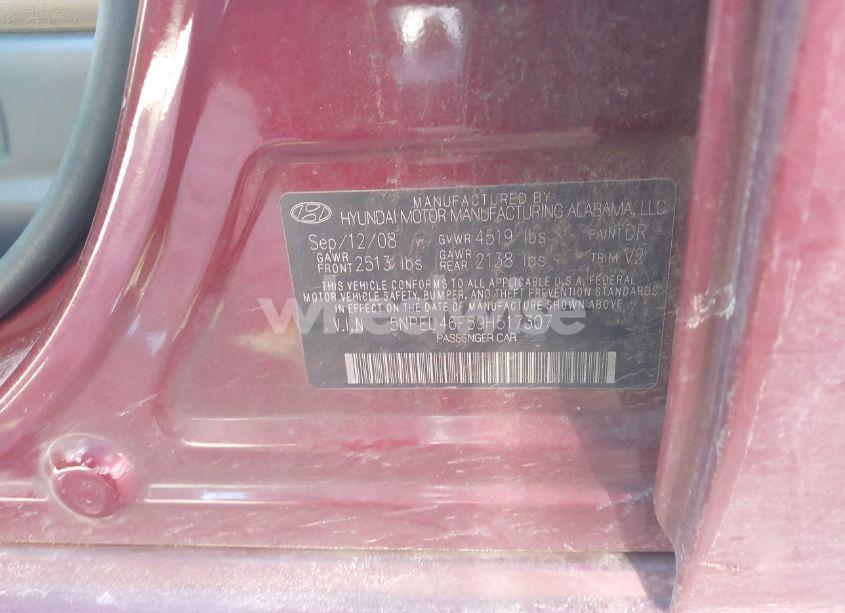 MANUFACTURED BY
HYUNDAI MOTOR MANUFACTURING ALABAMA, LLC
Sep/12/08 GVWR 4519 lbs PAINT DR
GAWR FRONT 2513 lbs GAWR REAR 2138 lbs TRIM V2
THIS VEHICLE CONFORMS TO ALL APPLICABLE U.S.A. FEDERAL
MOTOR VEHICLE SAFETY, BUMPER, AND THEFT PREVENTION STANDARDS
IN EFFECT ON THE DATE OF MANUFACTURE SHOWN ABOVE.
V.I.N 5NPEU46F59H517307
PASSENGER CAR